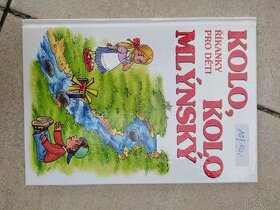 KOLO,
KOLO
MLÝNSKÝ
ŘÍKANKY
PRO DĚTI